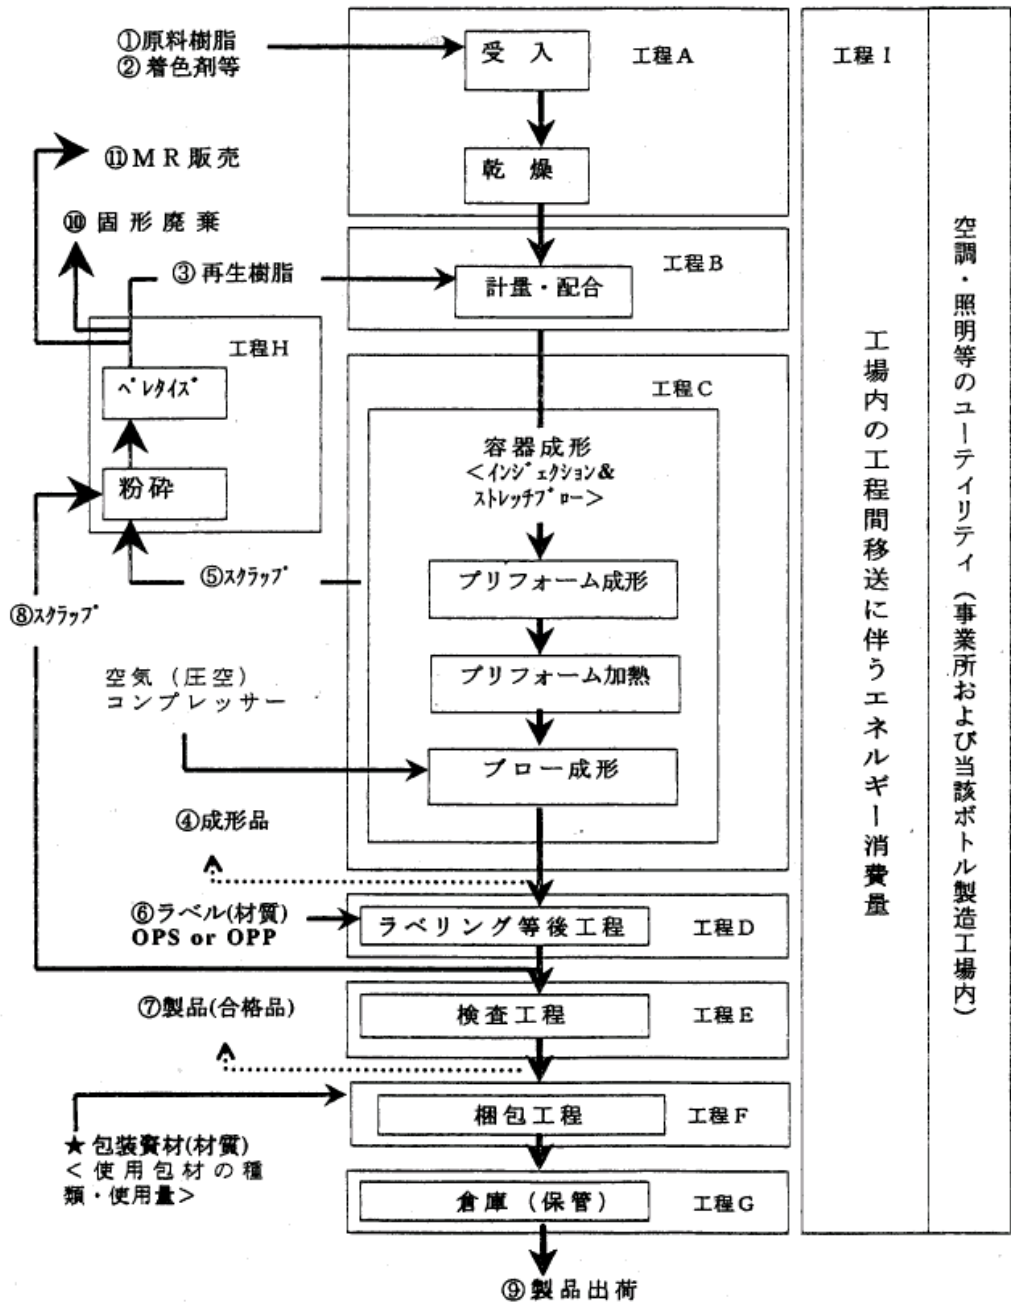 ①原料樹脂
②着色剤等
受 入
工程A
工程I
⑪MR販売
乾 燥
⑩固形廃棄
③再生樹脂
計量・配合
工程B
工程H
ペレタイズ
粉砕
工程C
容器成形
<インジェクション&
ストレッチブロー>
⑤スクラップ
プリフォーム成形
⑧スクラップ
プリフォーム加熱
空気(圧空)
コンプレッサー
ブロー成形
④成形品
⑥ラベル(材質)
OPS or OPP
ラベリング等後工程
工程D
⑦製品(合格品)
検査工程
工程E
梱包工程
工程F
★包装資材(材質)
<使用包材の種
類・使用量>
倉庫(保管)
工程G
⑨製品出荷
工場内の工程間移送に伴うエネルギー消費量
空調・照明等のユーティリティ(事業所および当該ボトル製造工場内)